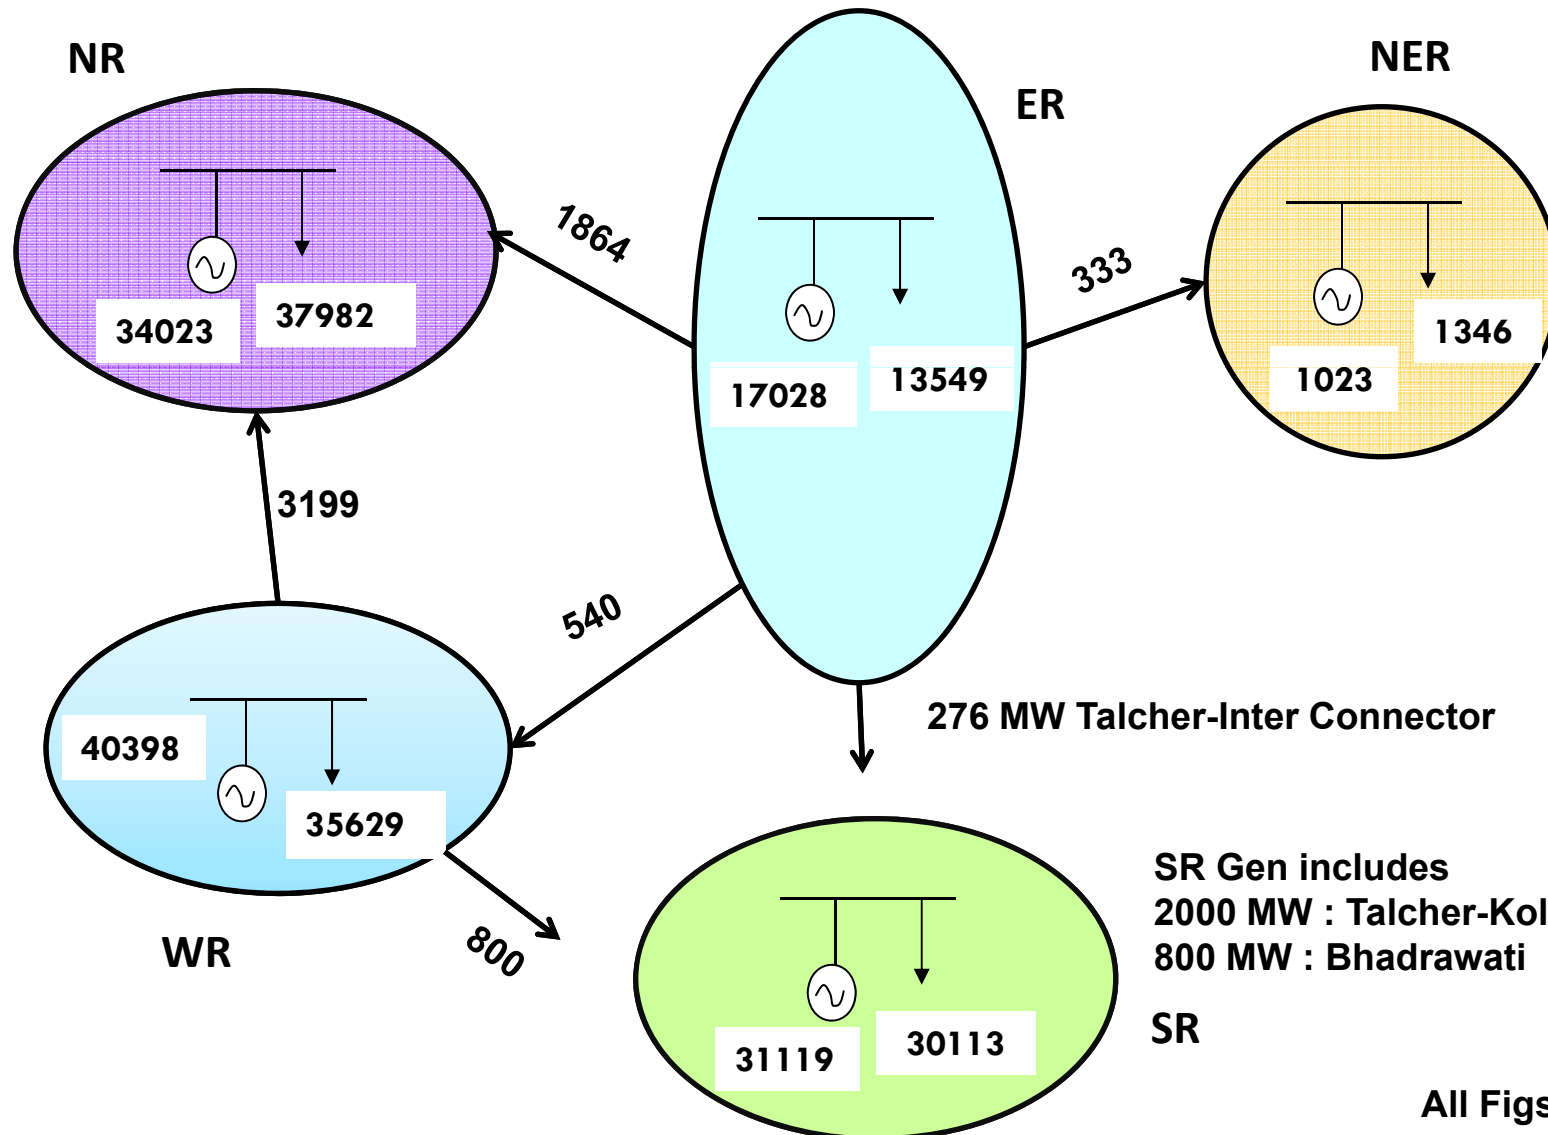 NR
NER
ER
1864
333
34023
37982
17028
13549
1023
1346
3199
540
276 MW Talcher-Inter Connector
40398
35629
WR
800
SR Gen includes
2000 MW : Talcher-Kol
800 MW : Bhadrawati
SR
31119
30113
All Figs